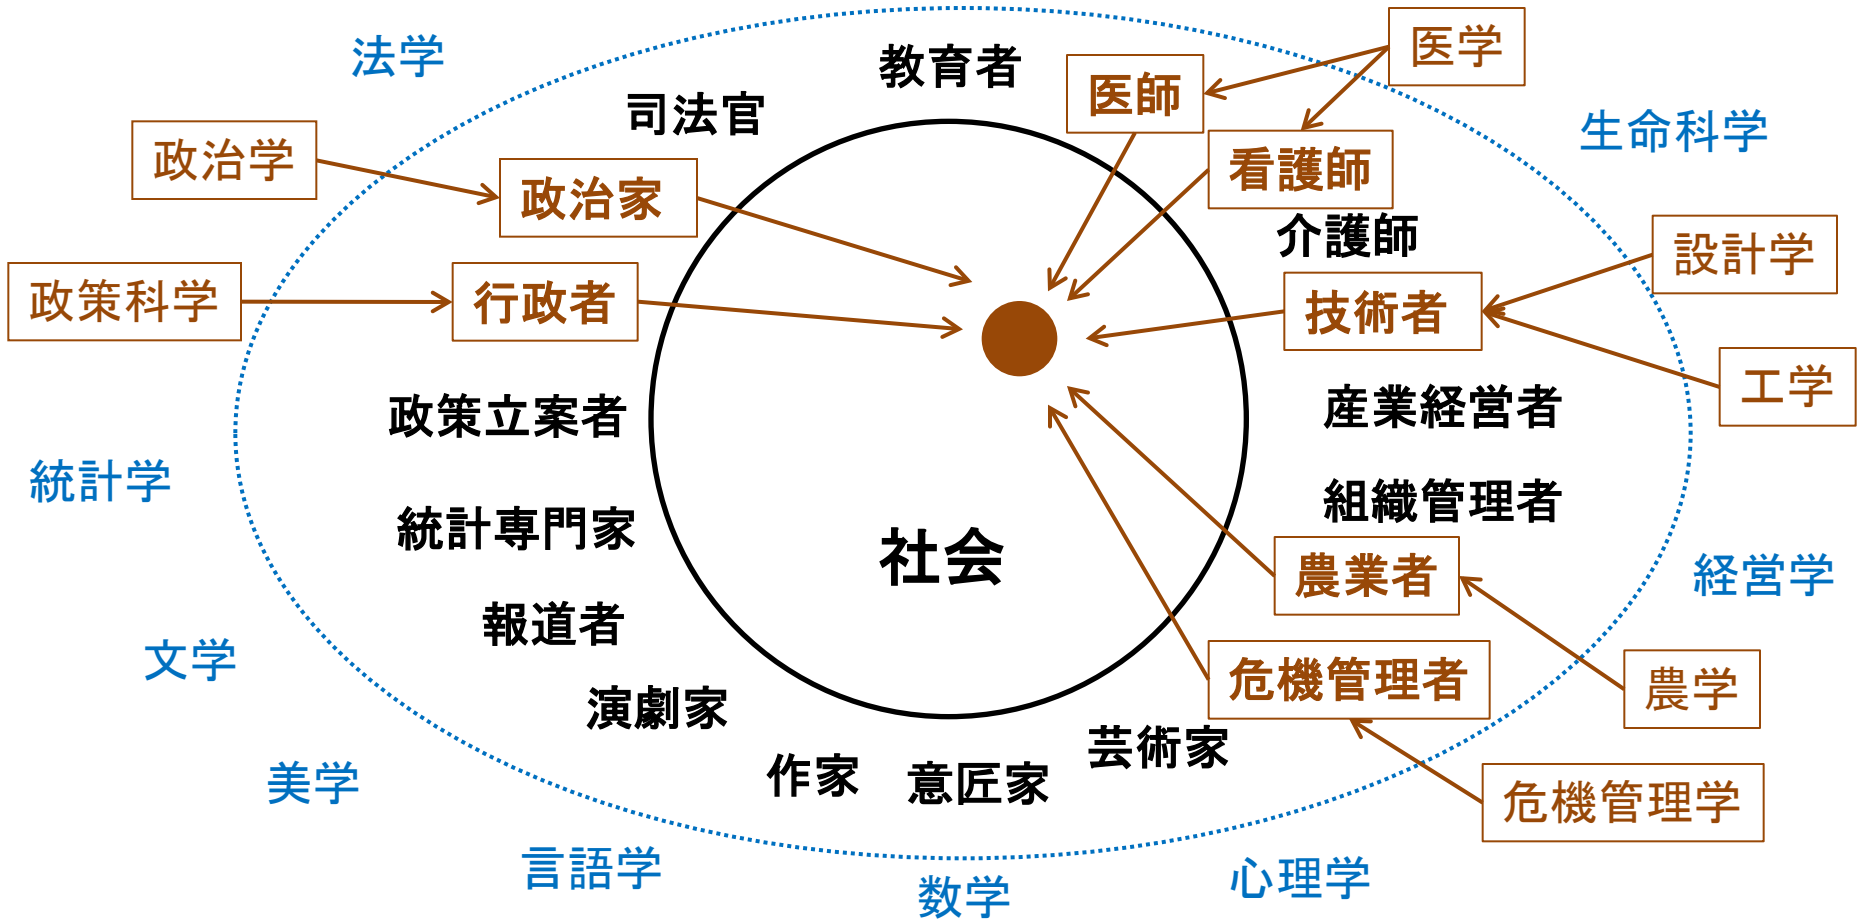 法学
教育者
医師
医学
司法官
生命科学
政治学
政治家
看護師
介護師
設計学
政策科学
行政者
技術者
工学
政策立案者
産業経営者
統計学
組織管理者
統計専門家
社会
農業者
経営学
報道者
文学
危機管理者
農学
演劇家
芸術家
美学
作家
意匠家
危機管理学
言語学
数学
心理学